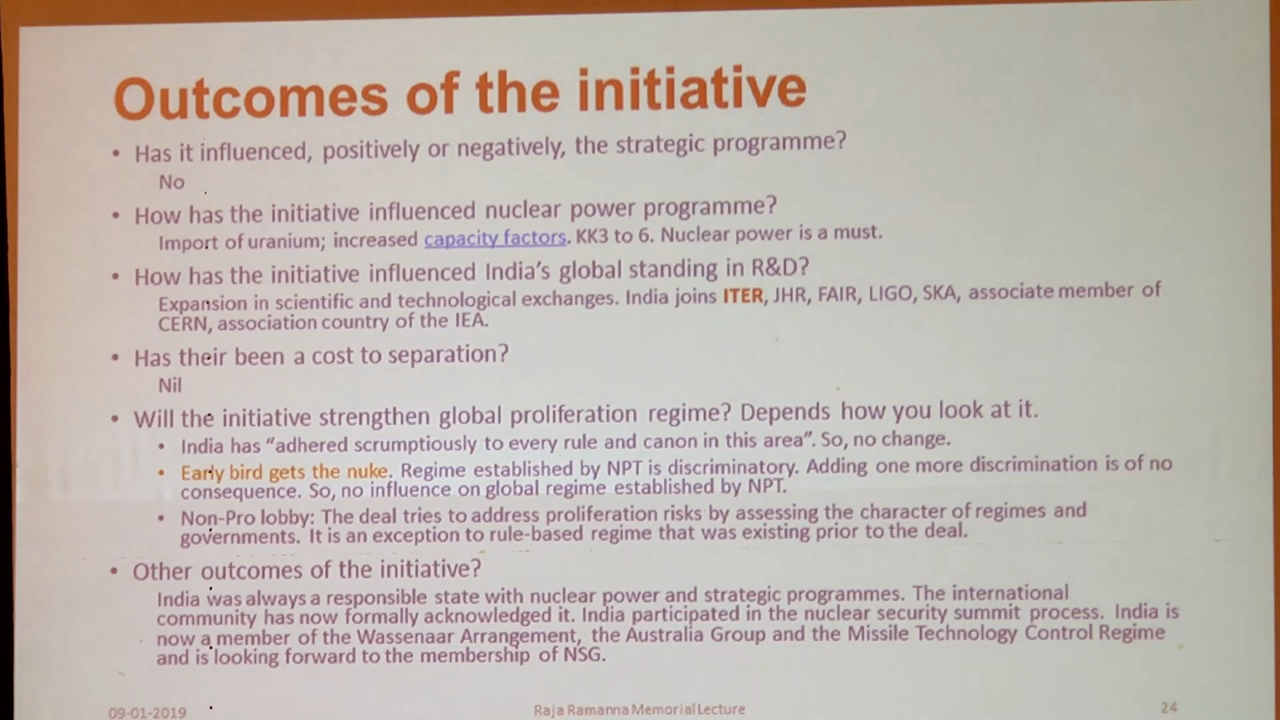 Outcomes of the initiative
• Has it influenced, positively or negatively, the strategic programme?
No
• How has the initiative influenced nuclear power programme?
Import of uranium; increased capacity factors. KK3 to 6. Nuclear power is a must.
• How has the initiative influenced India's global standing in R&D?
Expansion in scientific and technological exchanges. India joins ITER, JHR, FAIR, LIGO, SKA, associate member of
CERN, association country of the IEA.
• Has their been a cost to separation?
Nil
• Will the initiative strengthen global proliferation regime? Depends how you look at it.
• India has "adhered scrumptiously to every rule and canon in this area". So, no change.
• Early bird gets the nuke. Regime established by NPT is discriminatory. Adding one more discrimination is of no
consequence. So, no influence on global regime established by NPT.
• Non-Pro lobby: The deal tries to address proliferation risks by assessing the character of regimes and
governments. It is an exception to rule-based regime that was existing prior to the deal.
• Other outcomes of the initiative?
India was always a responsible state with nuclear power and strategic programmes. The international
community has now formally acknowledged it. India participated in the nuclear security summit process. India is
now a member of the Wassenaar Arrangement, the Australia Group and the Missile Technology Control Regime
and is looking forward to the membership of NSG.
09-01-2019 Raja Ramanna Memorial Lecture 24